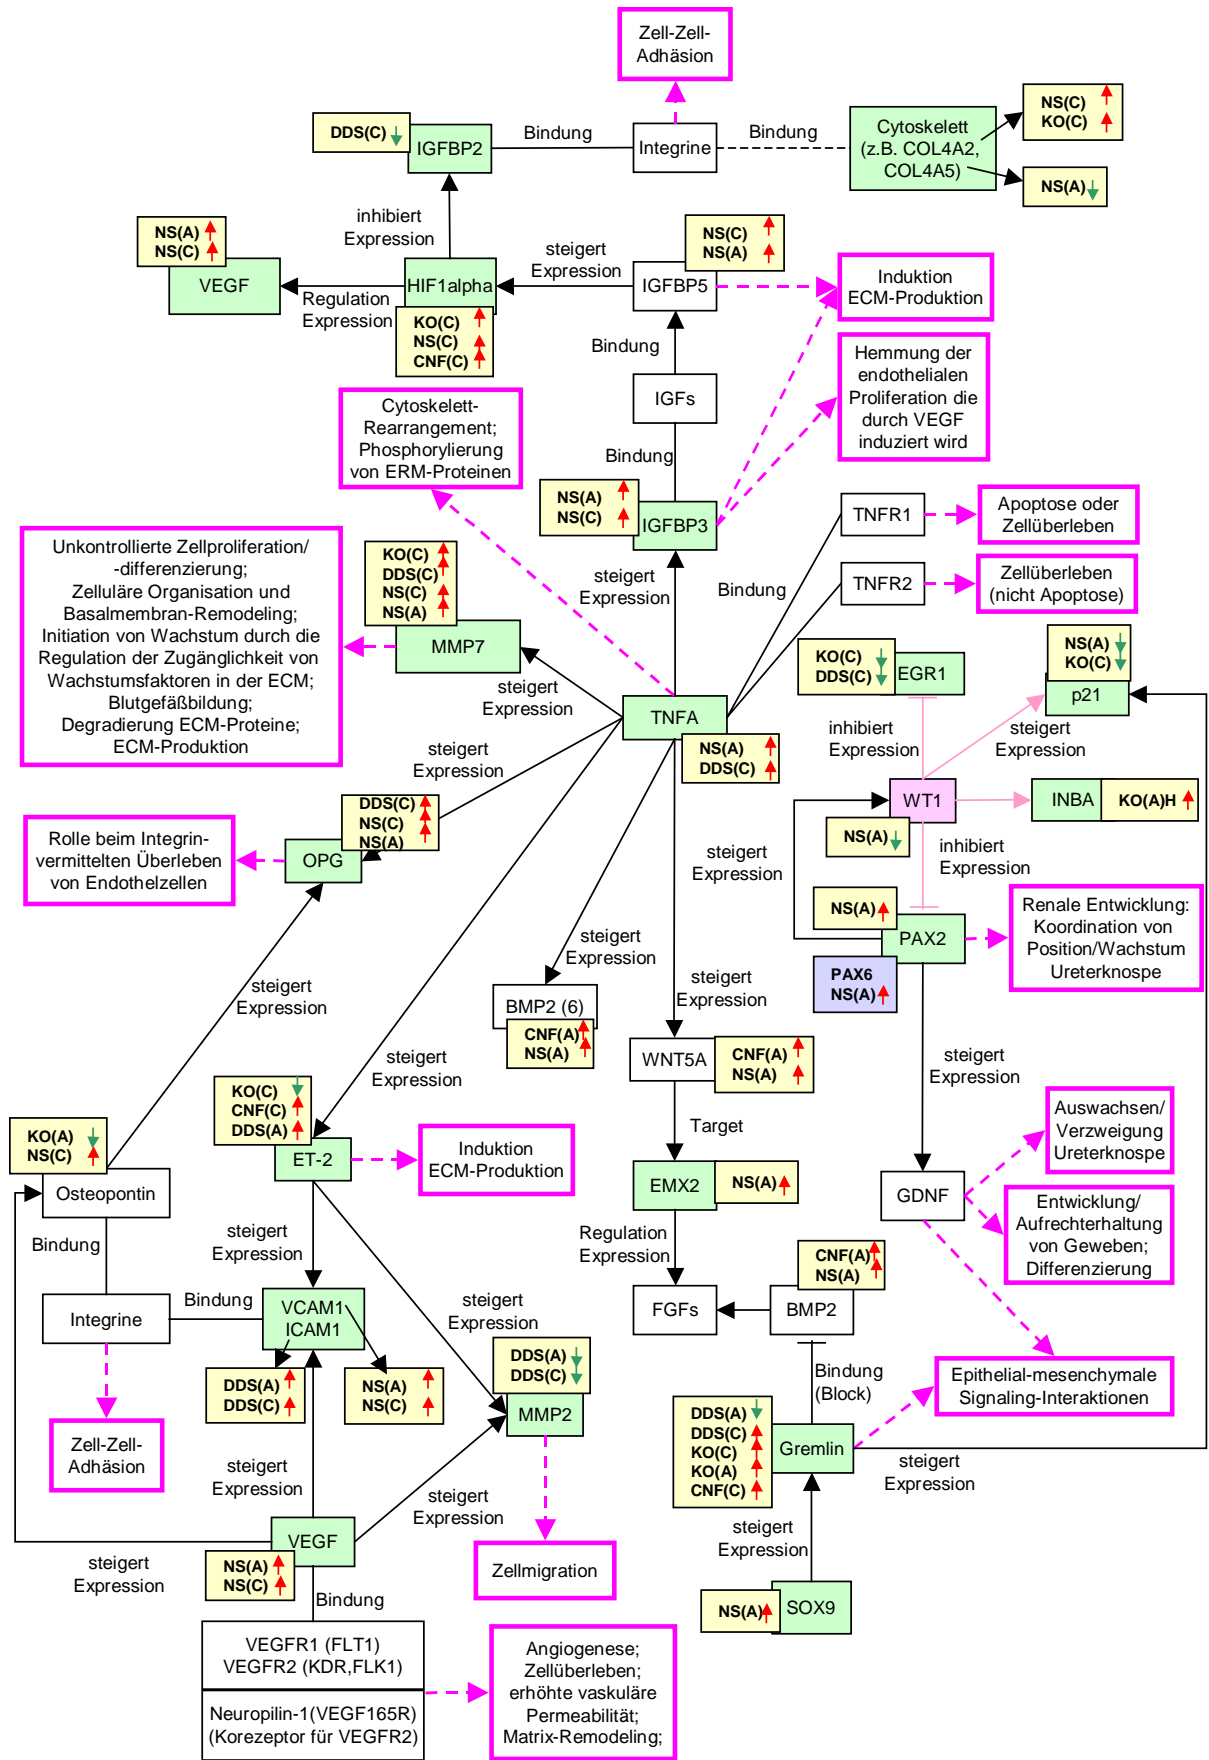 Zell-Zell-
Adhäsion
DDS(C)
IGFBP2
Bindung
Integrine
Bindung
Cytoskelett
(z.B. COL4A2,
COL4A5)
NS(C)
KO(C)
NS(A)
inhibiert
Expression
NS(A)
NS(C)
VEGF
Regulation
Expression
HIF1alpha
KO(C)
NS(C)
CNF(C)
steigert
Expression
NS(C)
NS(A)
IGFBP5
Induktion
ECM-Produktion
Bindung
IGFs
Hemmung der
endothelialen
Proliferation die
durch VEGF
induziert wird
Cytoskelett-
Rearrangement;
Phosphorylierung
von ERM-Proteinen
Bindung
NS(A)
NS(C)
IGFBP3
TNFR1
Apoptose oder
Zellüberleben
TNFR2
Zellüberleben
(nicht Apoptose)
Bindung
steigert
Expression
Unkontrollierte Zellproliferation/
-differenzierung;
Zelluläre Organisation und
Basalmembran-Remodeling;
Initiation von Wachstum durch die
Regulation der Zugänglichkeit von
Wachstumsfaktoren in der ECM;
Blutgefäßbildung;
Degradierung ECM-Proteine;
ECM-Produktion
KO(C)
DDS(C)
NS(C)
NS(A)
MMP7
steigert
Expression
TNFA
NS(A)
DDS(C)
KO(C)
DDS(C)
EGR1
NS(A)
KO(C)
p21
inhibiert
Expression
steigert
Expression
WT1
NS(A)
INBA
KO(A)H
steigert
Expression
DDS(C)
NS(C)
NS(A)
OPG
Rolle beim Integrin-
vermittelten Überleben
von Endothelzellen
steigert
Expression
inhibiert
Expression
NS(A)
PAX2
PAX6
NS(A)
Renale Entwicklung:
Koordination von
Position/Wachstum
Ureterknospe
steigert
Expression
steigert
Expression
BMP2 (6)
CNF(A)
NS(A)
steigert
Expression
WNT5A
CNF(A)
NS(A)
steigert
Expression
steigert
Expression
KO(C)
CNF(C)
DDS(A)
ET-2
Induktion
ECM-Produktion
KO(A)
NS(C)
Osteopontin
Target
EMX2
NS(A)
GDNF
Auswachsen/
Verzweigung
Ureterknospe
Entwicklung/
Aufrechterhaltung
von Geweben;
Differenzierung
Bindung
steigert
Expression
Regulation
Expression
Integrine
Bindung
VCAM1
ICAM1
steigert
Expression
FGFs
CNF(A)
NS(A)
BMP2
DDS(A)
DDS(C)
NS(A)
NS(C)
DDS(A)
DDS(C)
MMP2
Bindung
(Block)
Epithelial-mesenchymale
Signaling-Interaktionen
Zell-Zell-
Adhäsion
DDS(A)
DDS(C)
KO(C)
KO(A)
CNF(C)
Gremlin
steigert
Expression
steigert
Expression
steigert
Expression
steigert
Expression
VEGF
NS(A)
NS(C)
steigert
Expression
Zellmigration
NS(A)
SOX9
Bindung
VEGFR1 (FLT1)
VEGFR2 (KDR,FLK1)
Neuropilin-1(VEGF165R)
(Korezeptor für VEGFR2)
Angiogenese;
Zellüberleben;
erhöhte vaskuläre
Permeabilität;
Matrix-Remodeling;